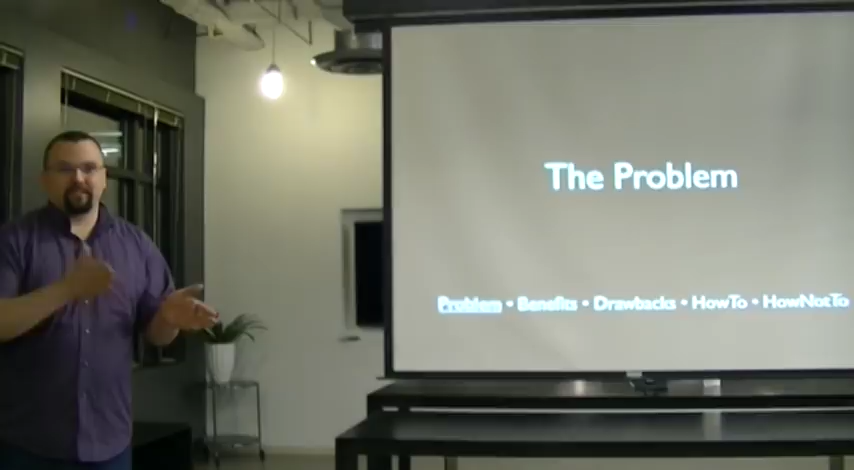 The Problem
Problem • Benefits • Drawbacks • HowTo • HowNotTo